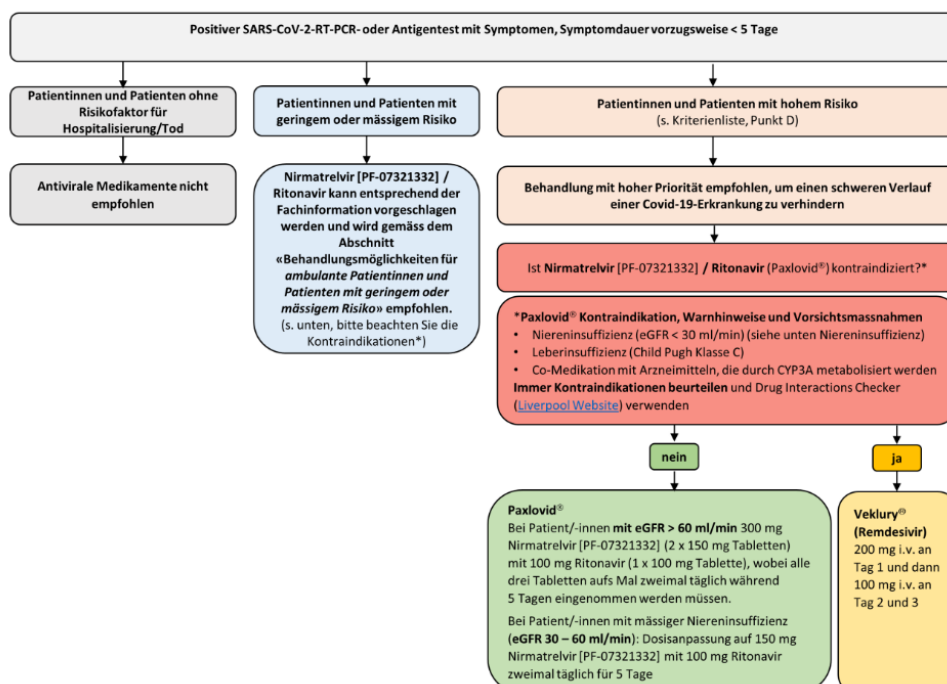 Positiver SARS-CoV-2-RT-PCR- oder Antigentest mit Symptomen, Symptomdauer vorzugsweise < 5 Tage
Patientinnen und Patienten ohne
Risikofaktor für
Hospitalisierung/Tod
Antivirale Medikamente nicht
empfohlen
Patientinnen und Patienten mit
geringem oder mässigem Risiko
Nirmatrelvir [PF-07321332] /
Ritonavir kann entsprechend der
Fachinformation vorgeschlagen
werden und wird gemäss dem
Abschnitt
«Behandlungsmöglichkeiten für
ambulante Patientinnen und
Patienten mit geringem oder
mässigem Risiko» empfohlen.
(s. unten, bitte beachten Sie die
Kontraindikationen*)
Patientinnen und Patienten mit hohem Risiko
(s. Kriterienliste, Punkt D)
Behandlung mit hoher Priorität empfohlen, um einen schweren Verlauf
einer Covid-19-Erkrankung zu verhindern
Ist Nirmatrelvir [PF-07321332] / Ritonavir (Paxlovid®) kontraindiziert?*
*Paxlovid® Kontraindikation, Warnhinweise und Vorsichtsmassnahmen
• Niereninsuffizienz (eGFR < 30 ml/min) (siehe unten Niereninsuffizienz)
• Leberinsuffizienz (Child Pugh Klasse C)
• Co-Medikation mit Arzneimitteln, die durch CYP3A metabolisiert werden
Immer Kontraindikationen beurteilen und Drug Interactions Checker
(Liverpool Website) verwenden
nein
Paxlovid®
Bei Patient/-innen mit eGFR > 60 ml/min 300 mg
Nirmatrelvir [PF-07321332] (2 x 150 mg Tabletten)
mit 100 mg Ritonavir (1 x 100 mg Tablette), wobei alle
drei Tabletten aufs Mal zweimal täglich während
5 Tagen eingenommen werden müssen.
Bei Patient/-innen mit mässiger Niereninsuffizienz
(eGFR 30 – 60 ml/min): Dosisanpassung auf 150 mg
Nirmatrelvir [PF-07321332] mit 100 mg Ritonavir
zweimal täglich für 5 Tage
ja
Veklury®
(Remdesivir)
200 mg i.v. an
Tag 1 und dann
100 mg i.v. an
Tag 2 und 3